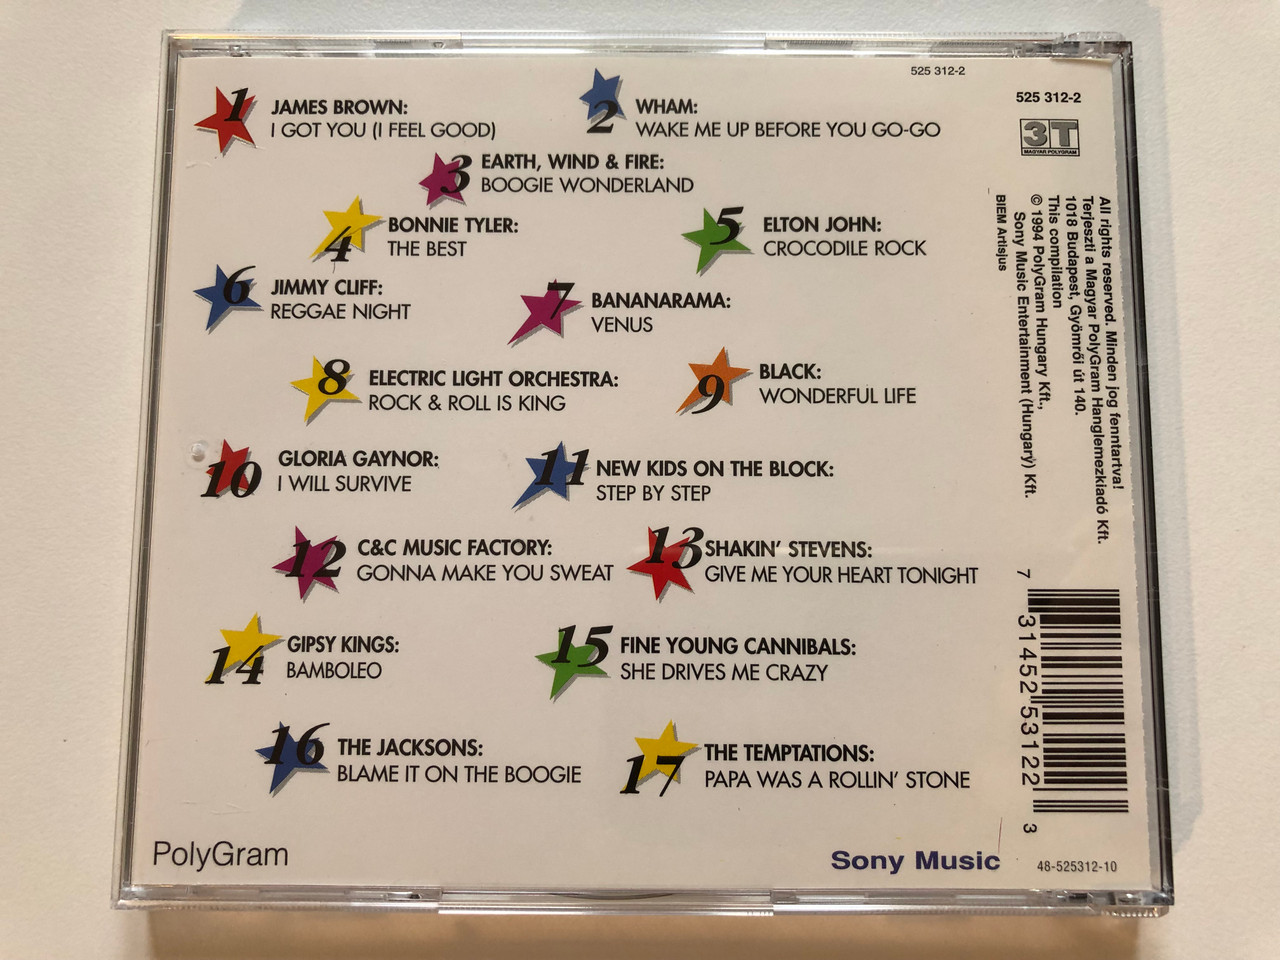 525 312-2
1
JAMES BROWN:
I GOT YOU (I FEEL GOOD)
2
WHAM:
WAKE ME UP BEFORE YOU GO-GO
3
EARTH, WIND & FIRE:
BOOGIE WONDERLAND
4
BONNIE TYLER:
THE BEST
5
ELTON JOHN:
CROCODILE ROCK
6
JIMMY CLIFF:
REGGAE NIGHT
7
BANANARAMA:
VENUS
8
ELECTRIC LIGHT ORCHESTRA:
ROCK & ROLL IS KING
9
BLACK:
WONDERFUL LIFE
10
GLORIA GAYNOR:
I WILL SURVIVE
11
NEW KIDS ON THE BLOCK:
STEP BY STEP
12
C&C MUSIC FACTORY:
GONNA MAKE YOU SWEAT
13
SHAKIN' STEVENS:
GIVE ME YOUR HEART TONIGHT
14
GIPSY KINGS:
BAMBOLEO
15
FINE YOUNG CANNIBALS:
SHE DRIVES ME CRAZY
16
THE JACKSONS:
BLAME IT ON THE BOOGIE
17
THE TEMPTATIONS:
PAPA WAS A ROLLIN' STONE
PolyGram
Sony Music
525 312-2
3T
MAGYAR POLYGRAM
All rights reserved. Minden jog fenntartva!
Terjeszti a Magyar PolyGram Hanglemezkiadó Kft.
1018 Budapest, Gyömrői út 140.
This compilation
© 1994 PolyGram Hungary Kft.,
Sony Music Entertainment (Hungary) Kft.
BIEM Artisjus
7 31452 53122 3
48-525312-10